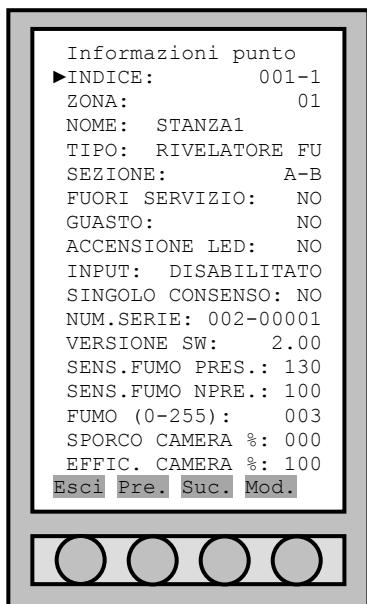 Informazioni punto
►INDICE: 001-1
ZONA: 01
NOME: STANZA1
TIPO: RIVELATORE FU
SEZIONE: A-B
FUORI SERVIZIO: NO
GUASTO: NO
ACCENSIONE LED: NO
INPUT: DISABILITATO
SINGOLO CONSENSO: NO
NUM.SERIE: 002-00001
VERSIONE SW: 2.00
SENS.FUMO PRES.: 130
SENS.FUMO NPRE.: 100
FUMO (0-255): 003
SPORCO CAMERA %: 000
EFFIC. CAMERA %: 100
Esci Pre. Suc. Mod.